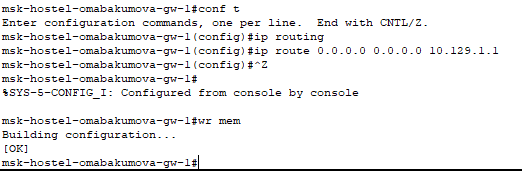 msk-hostel-omabakumova-gw-1#conf t
Enter configuration commands, one per line.  End with CNTL/Z.
msk-hostel-omabakumova-gw-1(config)#ip routing
msk-hostel-omabakumova-gw-1(config)#ip route 0.0.0.0 0.0.0.0 10.129.1.1
msk-hostel-omabakumova-gw-1(config)#^Z
msk-hostel-omabakumova-gw-1#
%SYS-5-CONFIG_I: Configured from console by console
msk-hostel-omabakumova-gw-1#wr mem
Building configuration...
[OK]
msk-hostel-omabakumova-gw-1#